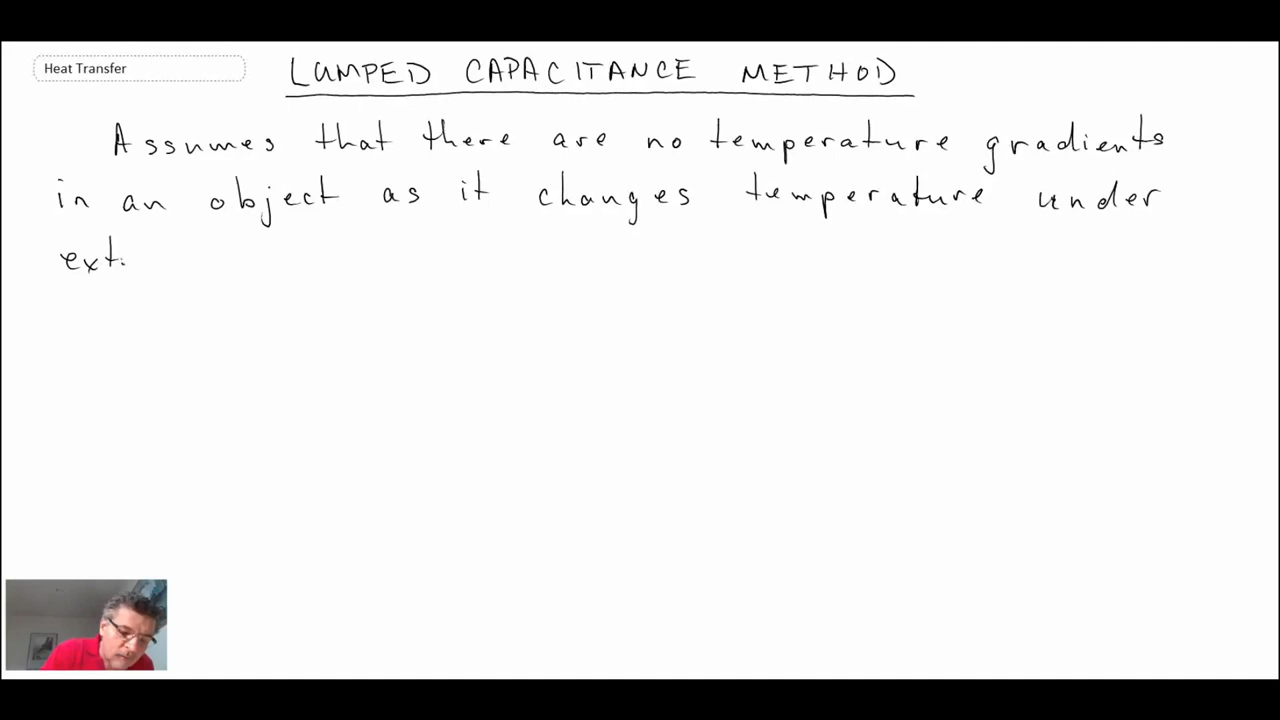 Heat Transfer
LUMPED CAPACITANCE METHOD
Assumes that there are no temperature gradients
in an object as it changes temperature under
ext.